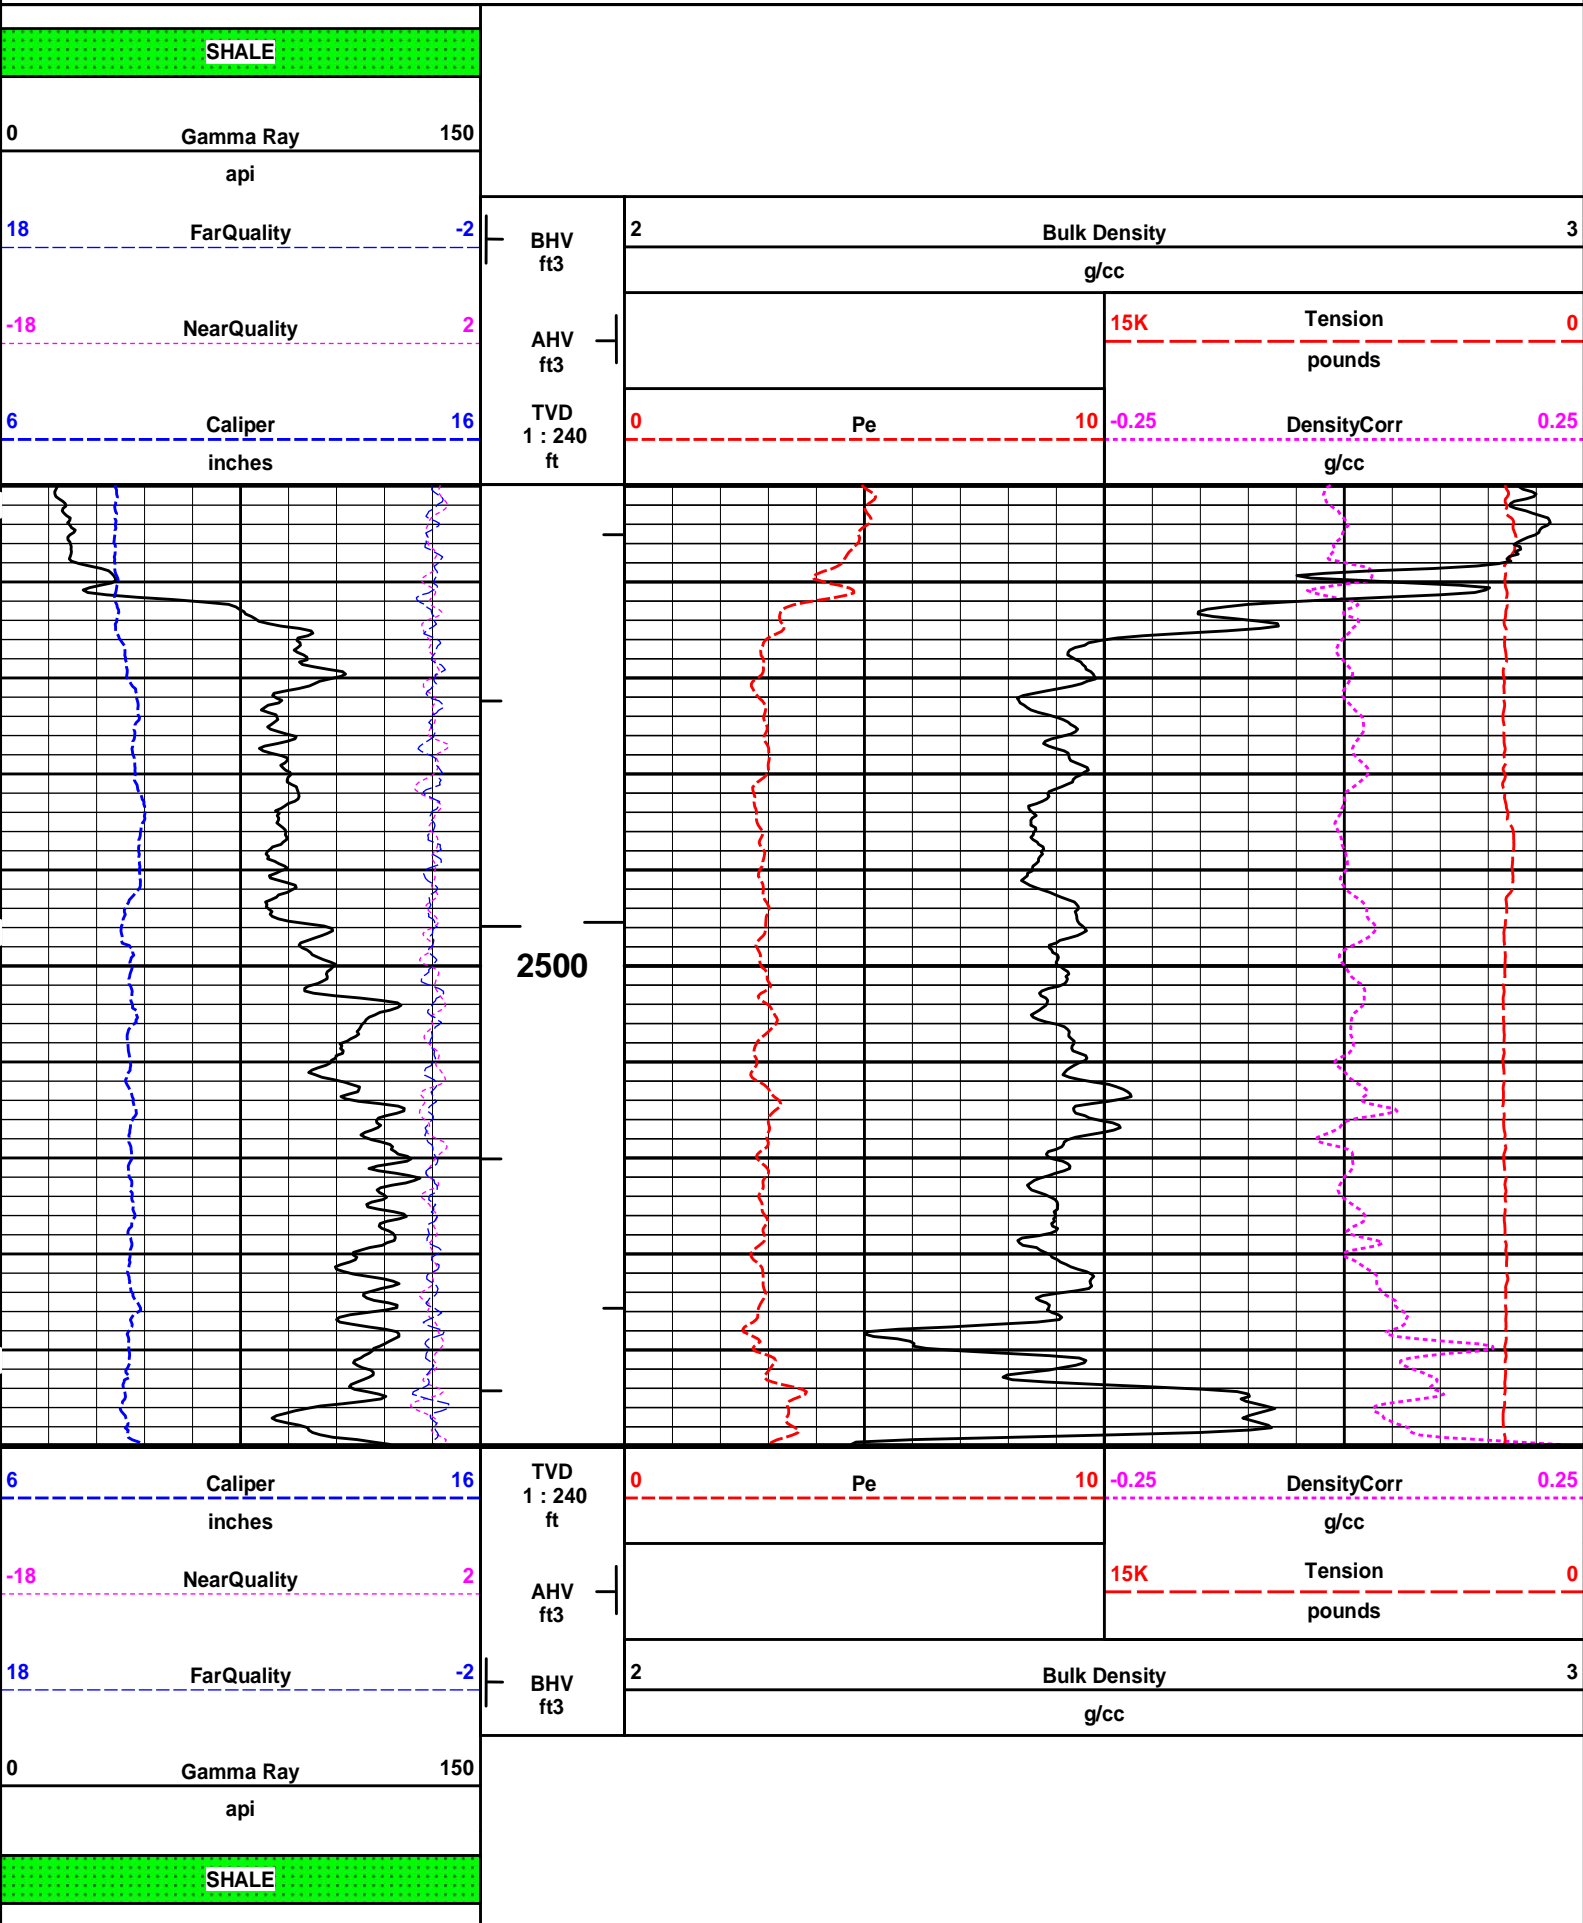 SHALE
0 Gamma Ray 150
api
18 FarQuality -2
-18 NearQuality 2
6 Caliper 16
inches
BHV
ft3
AHV
ft3
TVD
1 : 240
ft
2 Bulk Density 3
g/cc
15K Tension 0
pounds
0 Pe 10
-0.25 DensityCorr 0.25
g/cc
2500
6 Caliper 16
inches
-18 NearQuality 2
18 FarQuality -2
0 Gamma Ray 150
api
SHALE
TVD
1 : 240
ft
AHV
ft3
BHV
ft3
0 Pe 10
-0.25 DensityCorr 0.25
g/cc
15K Tension 0
pounds
2 Bulk Density 3
g/cc